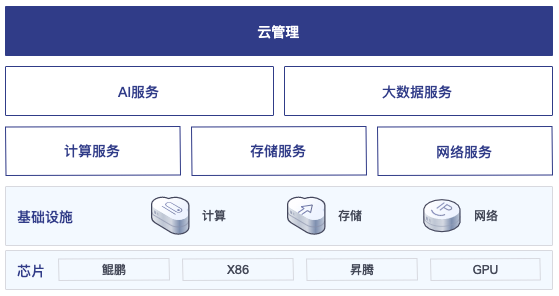 云管理
AI服务 大数据服务
计算服务 存储服务 网络服务
基础设施 计算 存储 IP 网络
芯片 鲲鹏 X86 昇腾 GPU